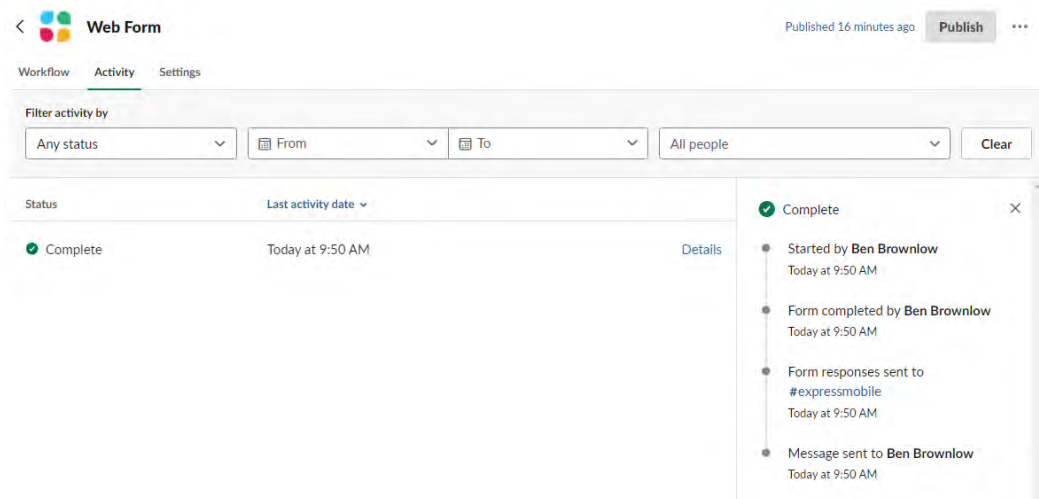 Web Form
Published 16 minutes ago
Publish
Workflow Activity Settings
Filter activity by
Any status
From
To
All people
Clear
Status
Last activity date
Complete
Today at 9:50 AM
Details
Complete
Started by Ben Brownlow
Today at 9:50 AM
Form completed by Ben Brownlow
Today at 9:50 AM
Form responses sent to
#expressmobile
Today at 9:50 AM
Message sent to Ben Brownlow
Today at 9:50 AM